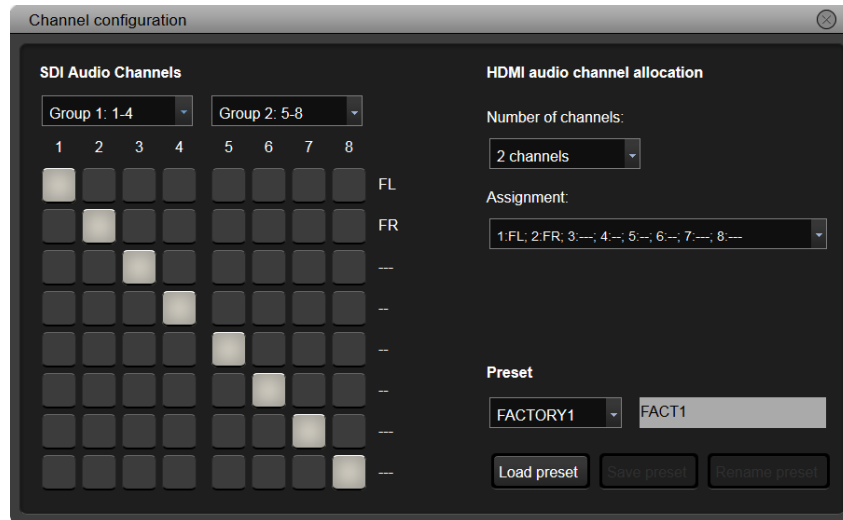 Channel configuration
SDI Audio Channels
Group 1: 1-4
Group 2: 5-8
1 2 3 4 5 6 7 8
FL
FR
---
--
--
--
---
---
HDMI audio channel allocation
Number of channels:
2 channels
Assignment:
1:FL; 2:FR; 3:---; 4:--; 5:--; 6:--; 7:---; 8:---
Preset
FACTORY1
FACT1
Load preset
Save preset
Rename preset